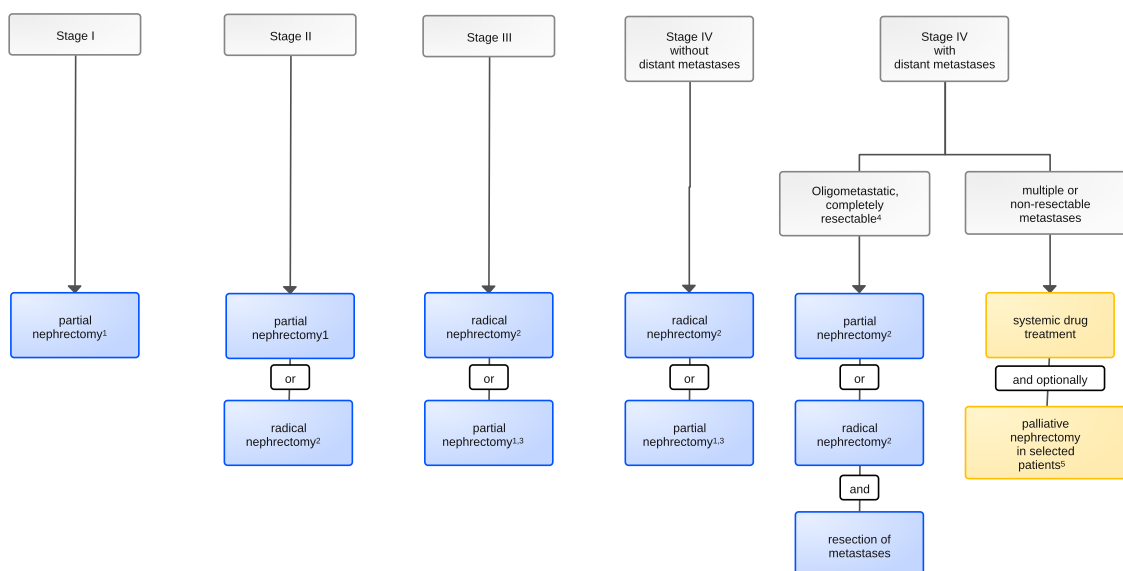 Stage I
Stage II
Stage III
Stage IV
without
distant metastases
Stage IV
with
distant metastases
Oligometastatic,
completely
resectable⁴
multiple or
non-resectable
metastases
partial
nephrectomy¹
partial
nephrectomy1
or
radical
nephrectomy²
radical
nephrectomy²
or
partial
nephrectomy¹,³
radical
nephrectomy²
or
partial
nephrectomy¹,³
partial
nephrectomy²
or
radical
nephrectomy²
and
resection of
metastases
systemic drug
treatment
and optionally
palliative
nephrectomy
in selected
patients⁵